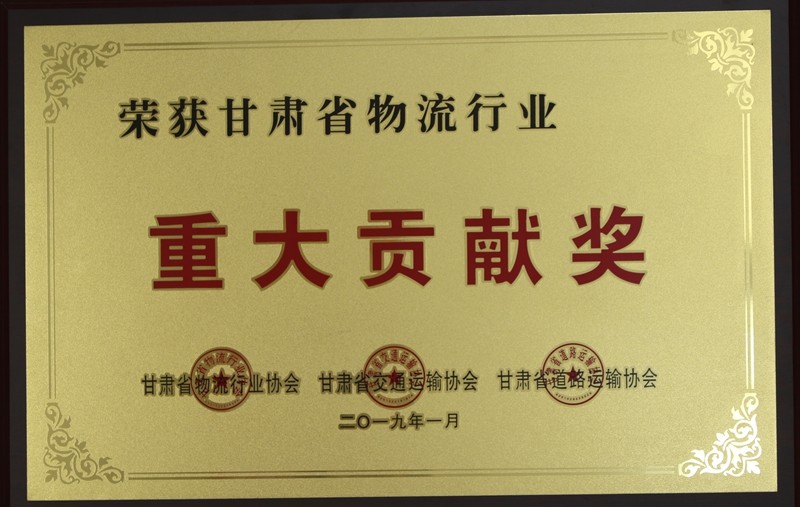 荣获甘肃省物流行业
重大贡献奖
甘肃省物流行业协会 甘肃省交通运输协会 甘肃省道路运输协会
二〇一九年一月